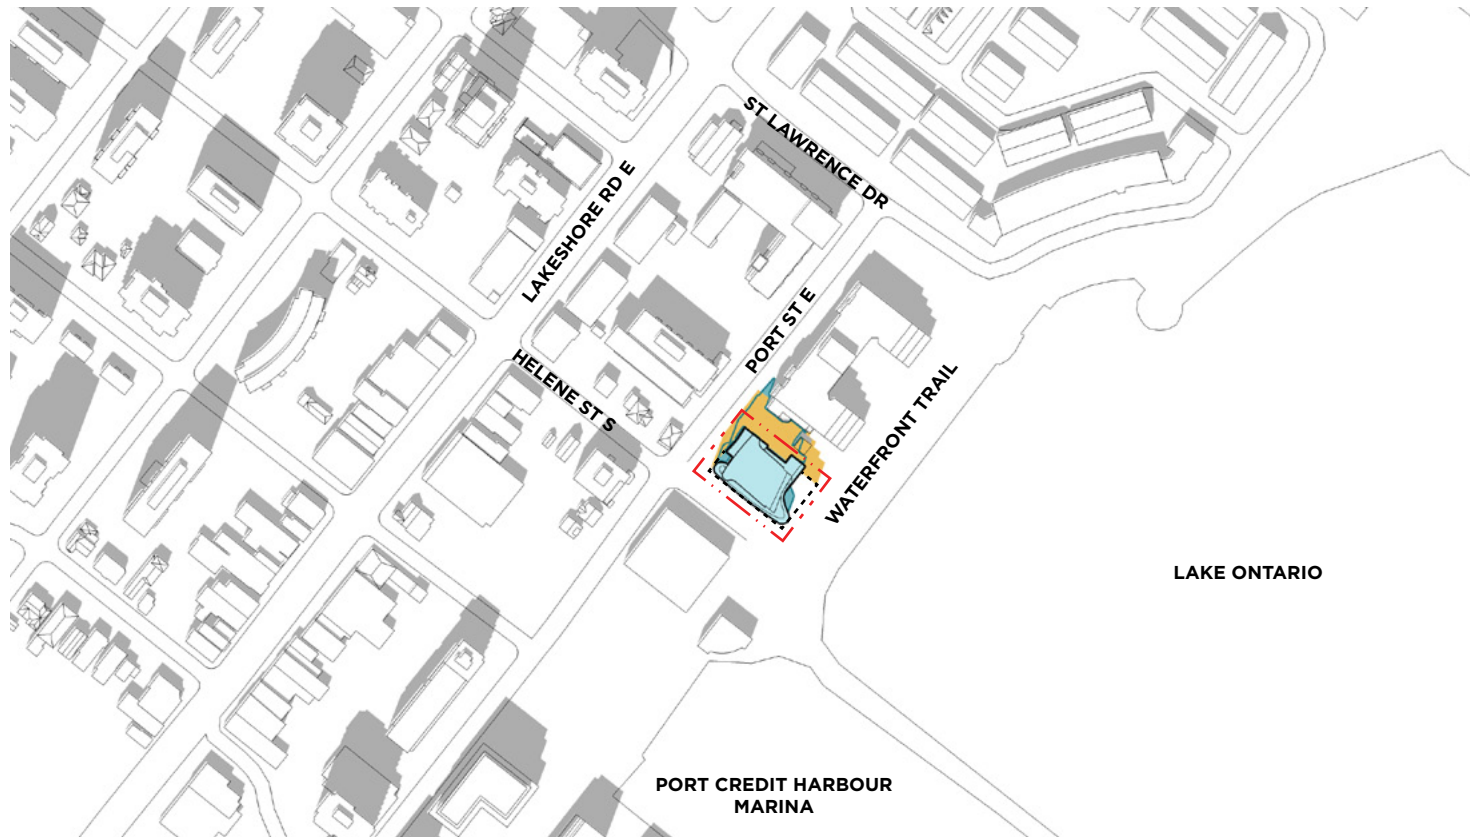 ST LAWRENCE DR
LAKESHORE RD E
PORT ST E
HELENE ST S
WATERFRONT TRAIL
LAKE ONTARIO
PORT CREDIT HARBOUR
MARINA